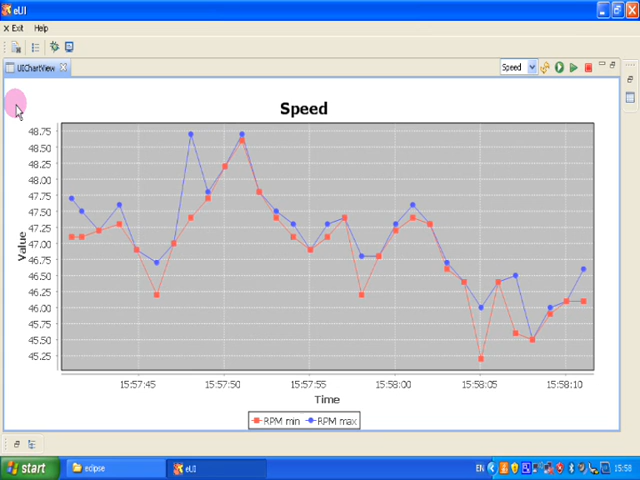 eUI
Exit Help
UIChartView
Speed
Speed
48.75
48.50
48.25
48.00
47.75
47.50
47.25
47.00
46.75
46.50
46.25
46.00
45.75
45.50
45.25
Value
15:57:45 15:57:50 15:57:55 15:58:00 15:58:05 15:58:10
Time
RPM min RPM max
start eclipse eUI EN 15:58